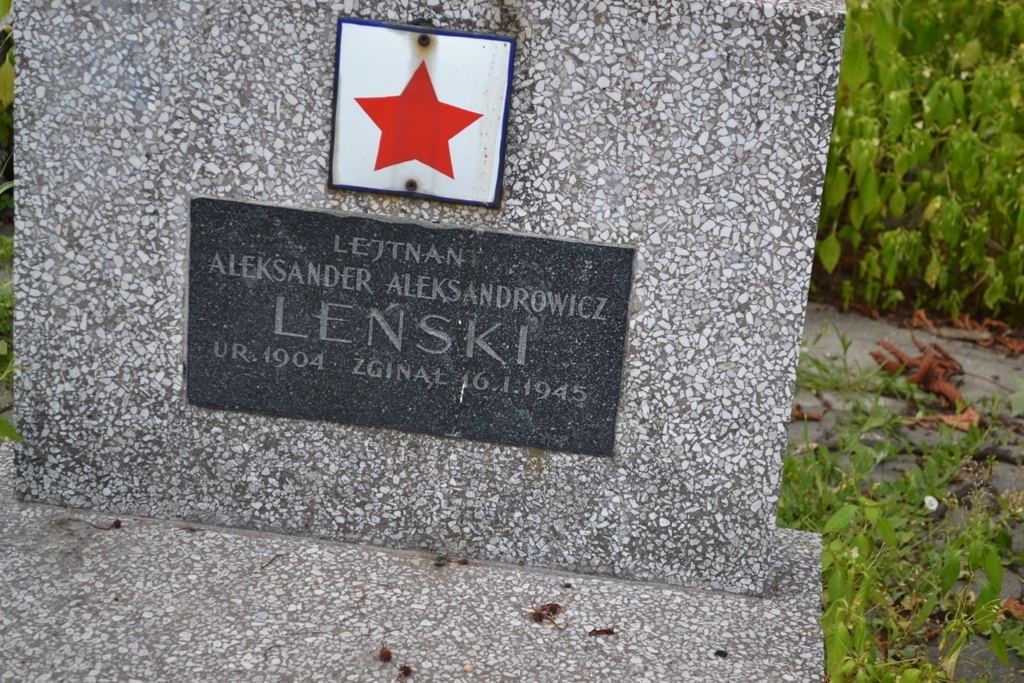 LEJTNANT
ALEKSANDER ALEKSANDROWICZ
LEŃSKI
UR. 1904 ZGINĄŁ 16.I.1945